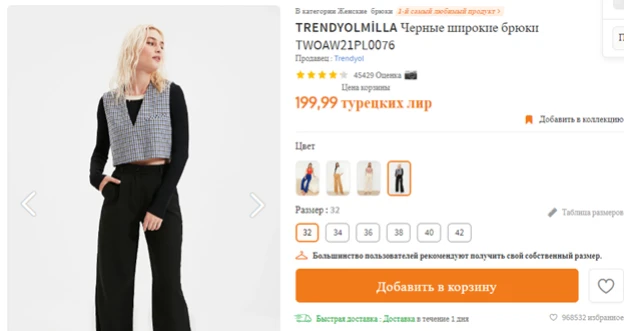 В категории Женские брюки 1-й самый любимый продукт ›
TRENDYOLMİLLA Черные широкие брюки
TWOAW21PL0076
Продавец : Trendyol
45429 Оценка
Цена корзины
199,99 турецких лир
Добавить в коллекцию
Цвет
Размер : 32
Таблица размеров
32 34 36 38 40 42
Большинство пользователей рекомендуют получить свой собственный размер.
Добавить в корзину
Быстрая доставка : Доставка в течение 1 дня
968532 избранное